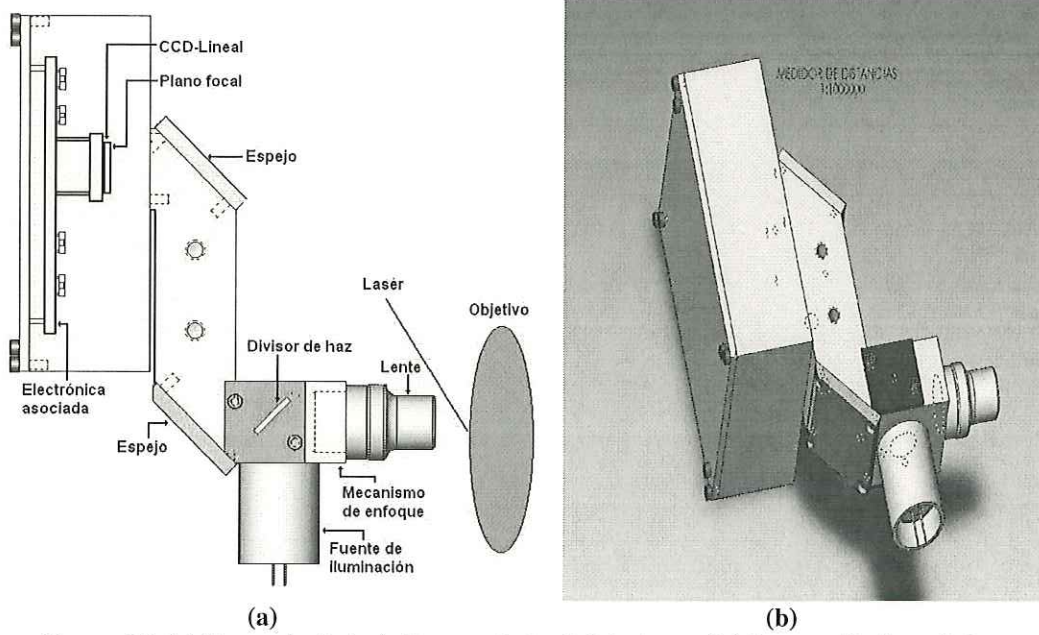 CCD-Lineal
Plano focal
Espejo
Lasér
Objetivo
Divisor de haz
Lente
Electrónica
asociada
Espejo
Mecanismo
de enfoque
Fuente de
iluminación
(a)
MEDIDOR DE DISTANCIAS
(b)